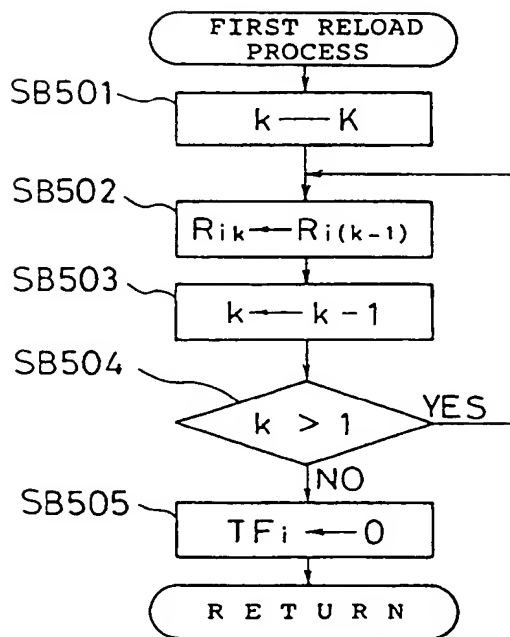 FIRST RELOAD
PROCESS
SB501
k — K
SB502
Rik ← Ri(k-1)
SB503
k ← k - 1
SB504
k > 1
YES
NO
SB505
TFi ← 0
RETURN